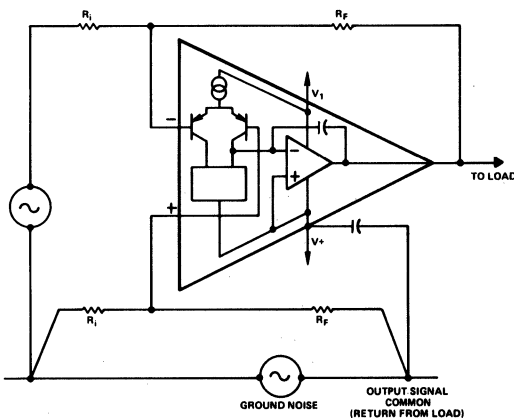 Ri
RF
V1
−
−
+
+
TO LOAD
V+
Ri
RF
GROUND NOISE
OUTPUT SIGNAL
COMMON
(RETURN FROM LOAD)